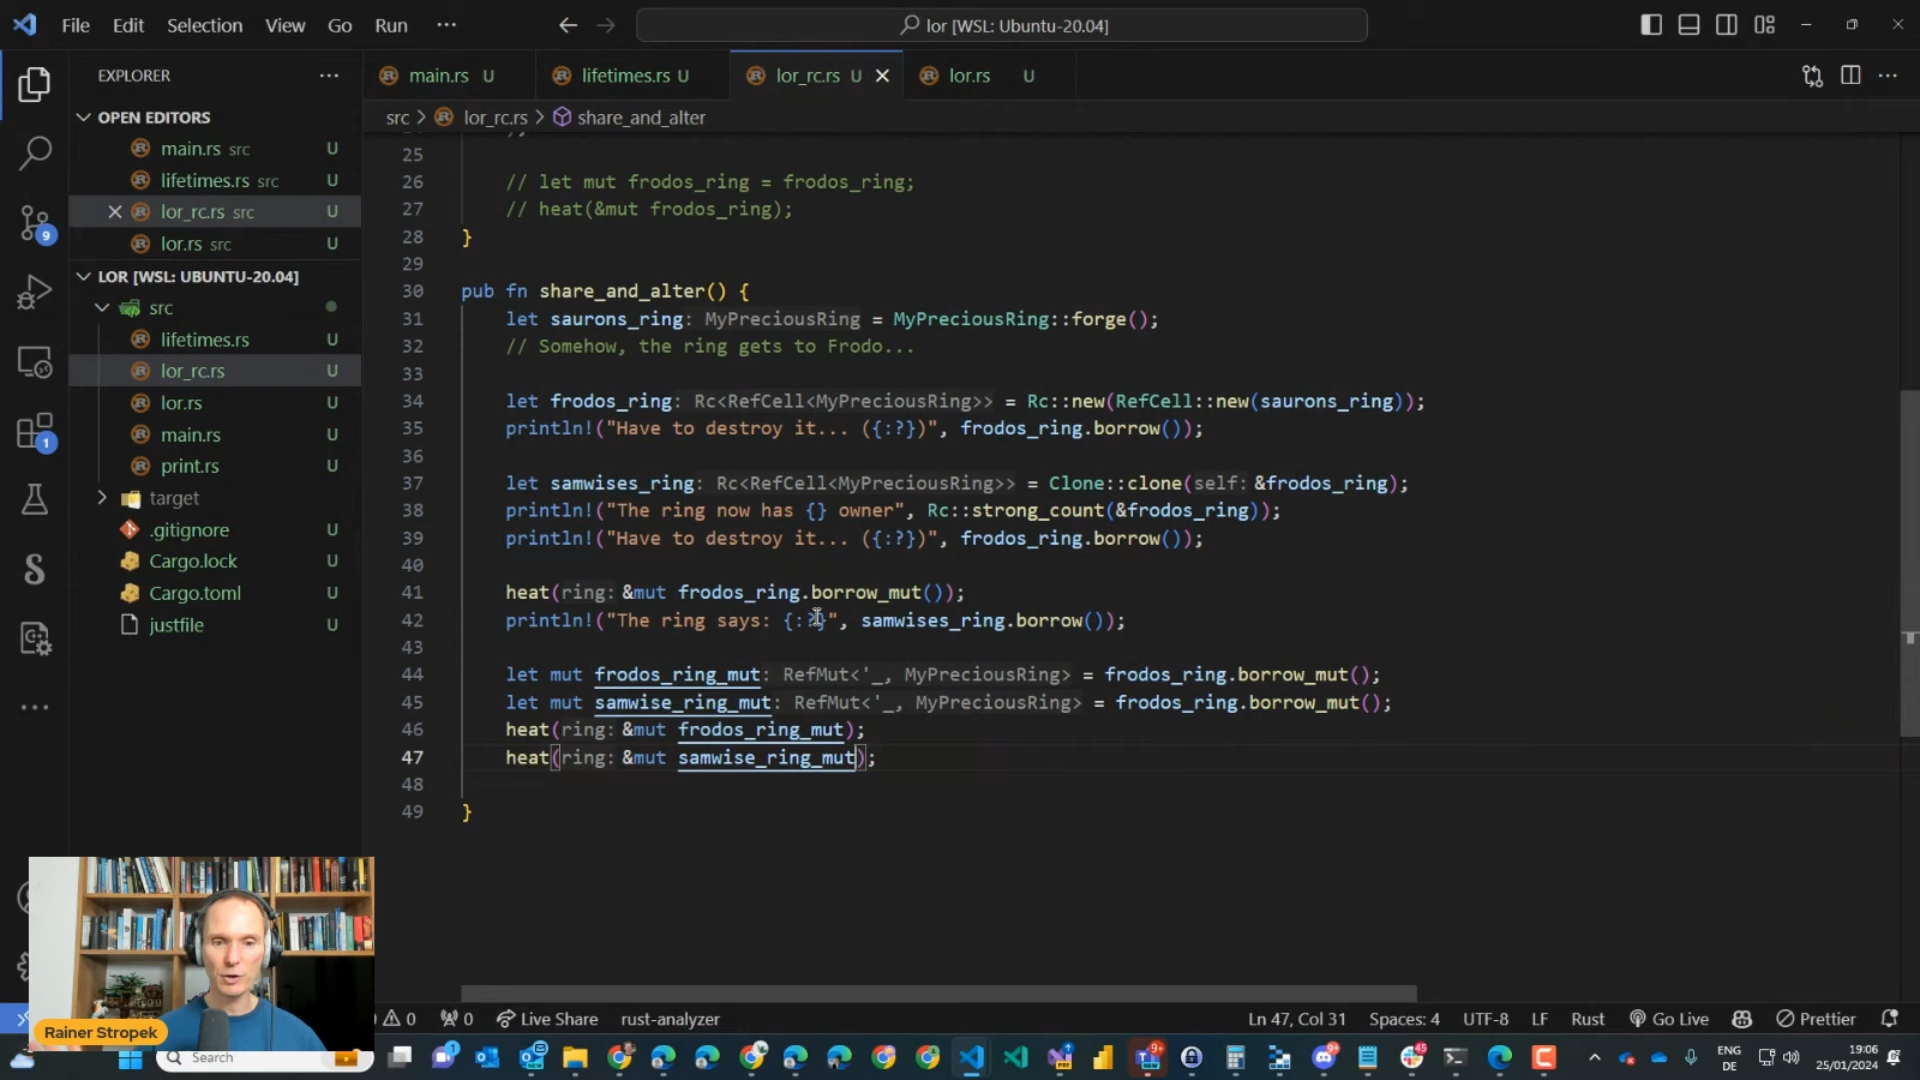 File Edit Selection View Go Run ··· lor [WSL: Ubuntu-20.04]
EXPLORER ···
OPEN EDITORS
main.rs src U
lifetimes.rs src U
lor_rc.rs src U
lor.rs src U
LOR [WSL: UBUNTU-20.04]
src
lifetimes.rs U
lor_rc.rs U
lor.rs U
main.rs U
print.rs U
target
.gitignore U
Cargo.lock U
Cargo.toml U
justfile U
9
1
main.rs U lifetimes.rs U lor_rc.rs U lor.rs U
src > lor_rc.rs > share_and_alter
25
26 // let mut frodos_ring = frodos_ring;
27 // heat(&mut frodos_ring);
28 }
29
30 pub fn share_and_alter() {
31 let saurons_ring: MyPreciousRing = MyPreciousRing::forge();
32 // Somehow, the ring gets to Frodo...
33
34 let frodos_ring: Rc<RefCell<MyPreciousRing>> = Rc::new(RefCell::new(saurons_ring));
35 println!("Have to destroy it... ({:?})", frodos_ring.borrow());
36
37 let samwises_ring: Rc<RefCell<MyPreciousRing>> = Clone::clone(self: &frodos_ring);
38 println!("The ring now has {} owner", Rc::strong_count(&frodos_ring));
39 println!("Have to destroy it... ({:?})", frodos_ring.borrow());
40
41 heat(ring: &mut frodos_ring.borrow_mut());
42 println!("The ring says: {:?}", samwises_ring.borrow());
43
44 let mut frodos_ring_mut: RefMut<'_, MyPreciousRing> = frodos_ring.borrow_mut();
45 let mut samwise_ring_mut: RefMut<'_, MyPreciousRing> = frodos_ring.borrow_mut();
46 heat(ring: &mut frodos_ring_mut);
47 heat(ring: &mut samwise_ring_mut);
48
49 }
Rainer Stropek
0 0 Live Share rust-analyzer Ln 47, Col 31 Spaces: 4 UTF-8 LF Rust Go Live Prettier
Search
ENG
DE
19:06
25/01/2024